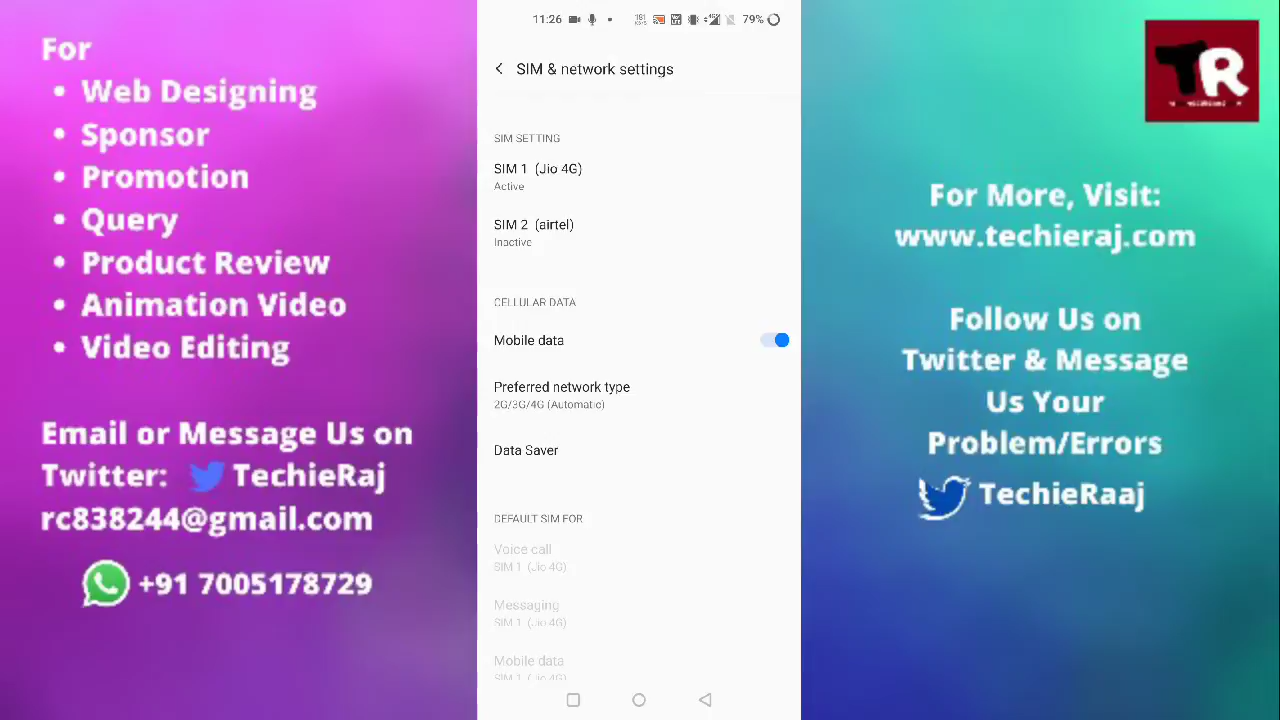 For
• Web Designing
• Sponsor
• Promotion
• Query
• Product Review
• Animation Video
• Video Editing
Email or Message Us on
Twitter: TechieRaj
rc838244@gmail.com
+91 7005178729
11:26
79%
SIM & network settings
SIM SETTING
SIM 1 (Jio 4G)
Active
SIM 2 (airtel)
Inactive
CELLULAR DATA
Mobile data
Preferred network type
2G/3G/4G (Automatic)
Data Saver
DEFAULT SIM FOR
Voice call
SIM 1 (Jio 4G)
Messaging
SIM 1 (Jio 4G)
Mobile data
SIM 1 (Jio 4G)
TR
For More, Visit:
www.techieraj.com
Follow Us on
Twitter & Message
Us Your
Problem/Errors
TechieRaaj